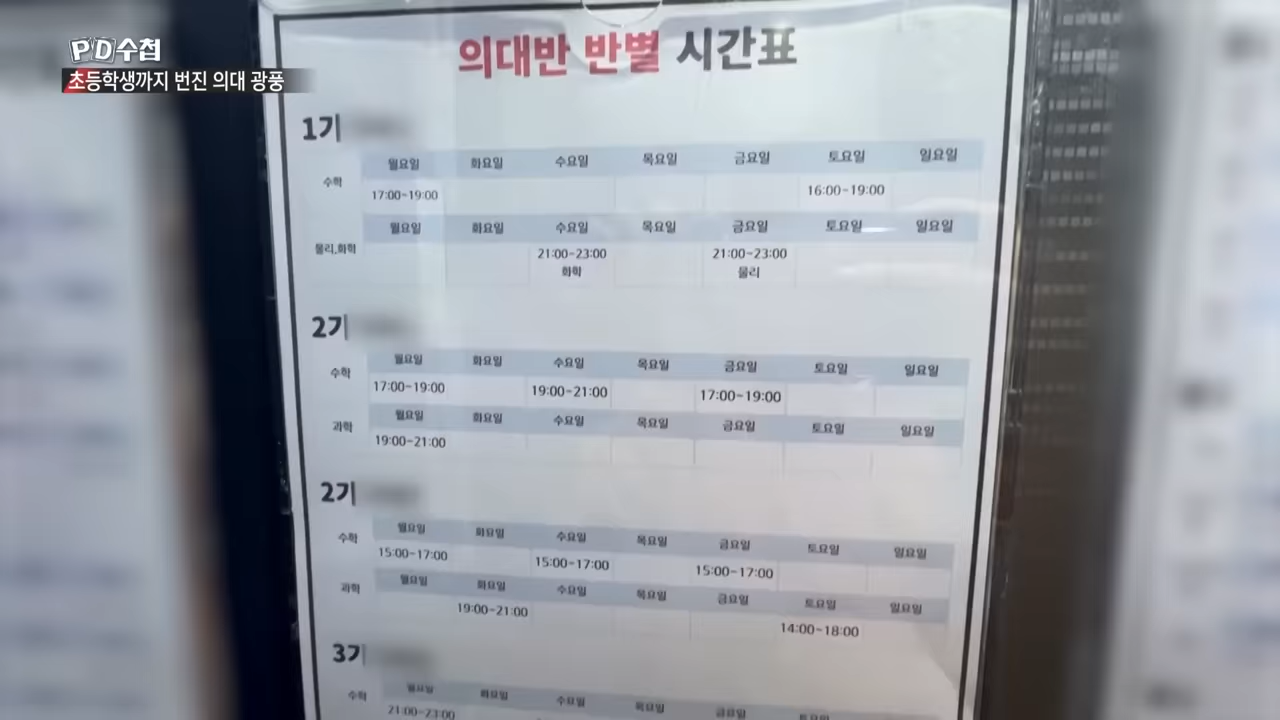 PD수첩
초등학생까지 번진 의대 광풍
의대반 반별 시간표
1기
월요일 화요일 수요일 목요일 금요일 토요일 일요일
수학
17:00~19:00 16:00~19:00
월요일 화요일 수요일 목요일 금요일 토요일 일요일
물리,화학
21:00~23:00 21:00~23:00
화학 물리
2기
월요일 화요일 수요일 목요일 금요일 토요일 일요일
수학
17:00~19:00 19:00~21:00 17:00~19:00
월요일 화요일 수요일 목요일 금요일 토요일 일요일
과학
19:00~21:00
2기
월요일 화요일 수요일 목요일 금요일 토요일 일요일
수학
15:00~17:00 15:00~17:00 15:00~17:00
월요일 화요일 수요일 목요일 금요일 토요일 일요일
과학
19:00~21:00 14:00~18:00
3기
월요일 화요일 수요일 목요일 금요일 토요일
수학
21:00~23:00